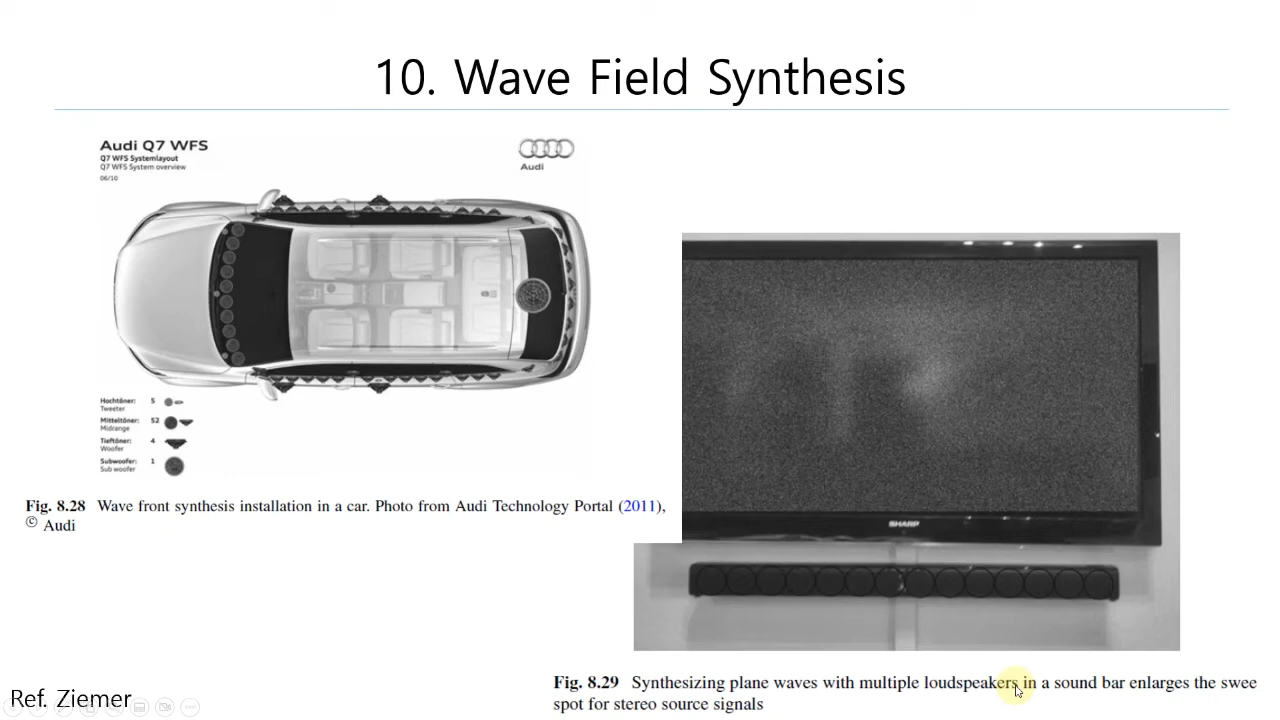 10. Wave Field Synthesis
Audi Q7 WFS
Q7 WFS Systemlayout
Q7 WFS System overview
06/10
Audi
Hochtöner: 5
Tweeter
Mitteltöner: 52
Midrange
Tieftöner: 4
Woofer
Subwoofer: 1
Sub woofer
Fig. 8.28 Wave front synthesis installation in a car. Photo from Audi Technology Portal (2011),
© Audi
SHARP
Fig. 8.29 Synthesizing plane waves with multiple loudspeakers in a sound bar enlarges the swee
spot for stereo source signals
Ref. Ziemer